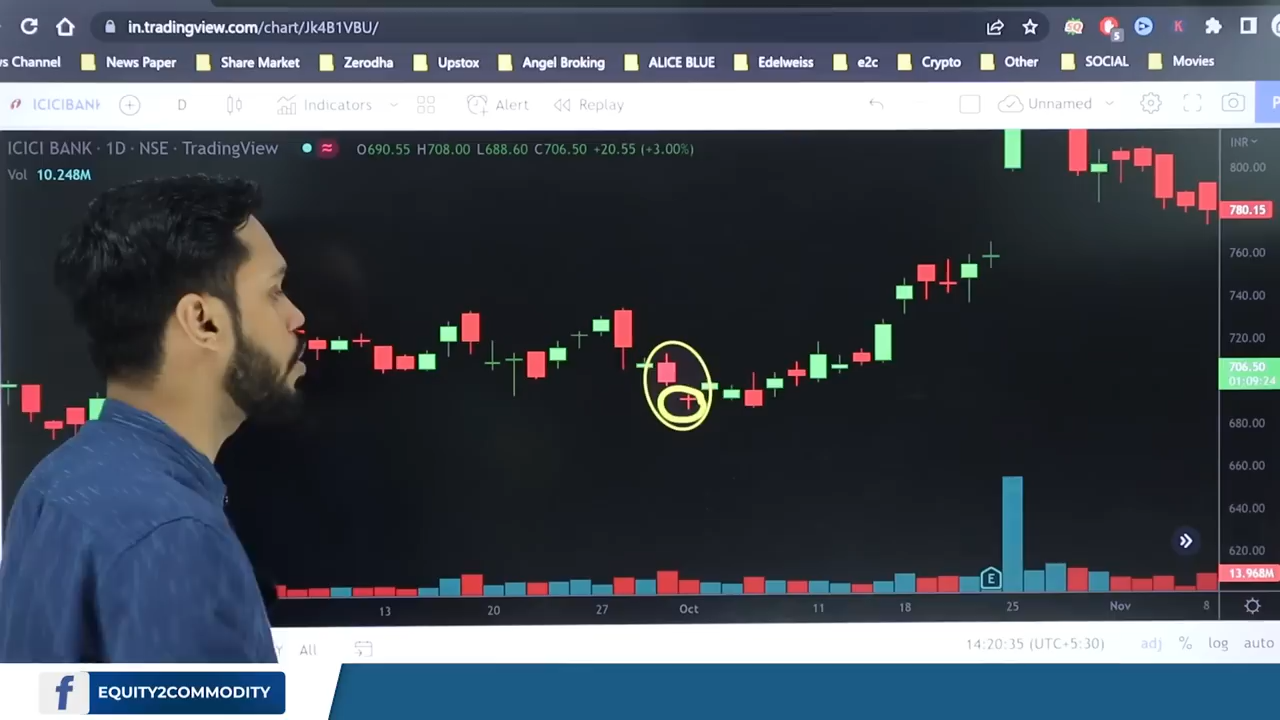 in.tradingview.com/chart/Jk4B1VBU/
5
K
vs Channel News Paper Share Market Zerodha Upstox Angel Broking ALICE BLUE Edelweiss e2c Crypto Other SOCIAL Movies
ICICIBANK D Indicators Alert Replay Unnamed P
ICICI BANK · 1D · NSE · TradingView O690.55 H708.00 L688.60 C706.50 +20.55 (+3.00%) INR
Vol 10.248M
800.00
780.15
760.00
740.00
720.00
706.50
01:09:24
680.00
660.00
640.00
620.00
13.968M
E
13 20 27 Oct 11 18 25 Nov 8
All 14:20:35 (UTC+5:30) adj % log auto
f EQUITY2COMMODITY